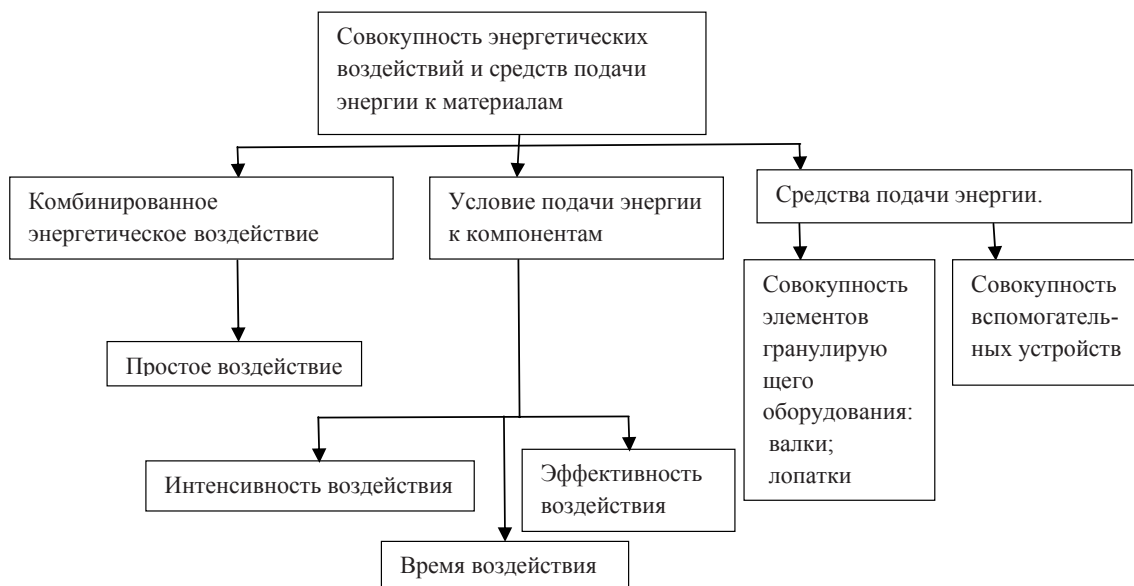 Совокупность энергетических
воздействий и средств подачи
энергии к материалам
Комбинированное
энергетическое воздействие
Условие подачи энергии
к компонентам
Средства подачи энергии.
Простое воздействие
Совокупность
элементов
гранулирую
щего
оборудования:
валки;
лопатки
Совокупность
вспомогатель-
ных устройств
Интенсивность воздействия
Эффективность
воздействия
Время воздействия